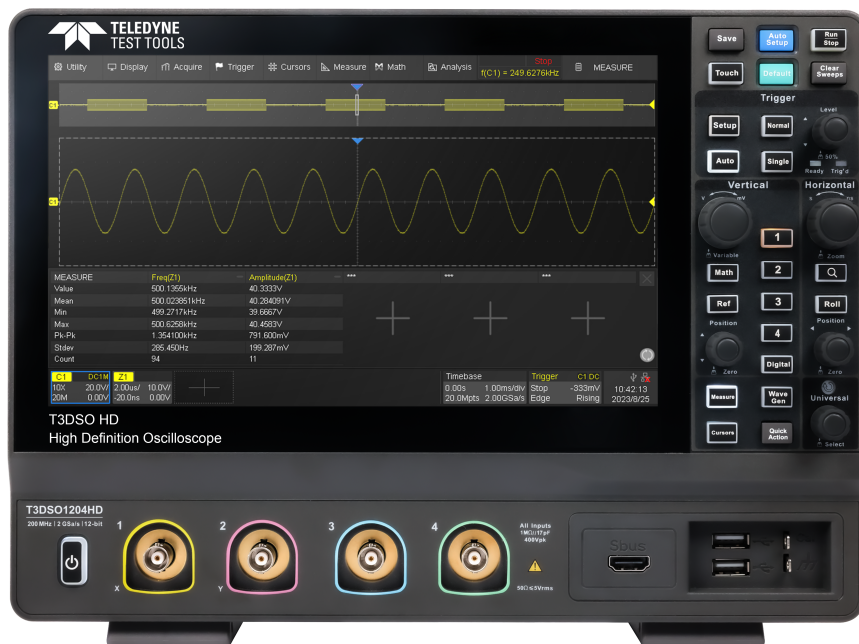 TELEDYNE
TEST TOOLS
Utility Display Acquire Trigger Cursors Measure Math Analysis
Stop
f(C1) = 249.6276kHz
MEASURE
C1
C1
MEASURE Freq(Z1) Amplitude(Z1) *** *** ***
Value 500.1355kHz 40.3333V
Mean 500.023851kHz 40.284091V
Min 499.2717kHz 39.6667V
Max 500.6258kHz 40.4583V
Pk-Pk 1.354100kHz 791.600mV
Stdev 285.450Hz 199.287mV
Count 94 11
C1 DC1M
10X 20.0V/
20M 0.00V
Z1
2.00us/ 10.0V/
-20.0ns 0.00V
Timebase
0.00s 1.00ms/div
20.0Mpts 2.00GSa/s
Trigger C1 DC
Stop -333mV
Edge Rising
10:42:13
2023/8/25
T3DSO HD
High Definition Oscilloscope
Save
Auto
Setup
Run
Stop
Touch
Default
Clear
Sweeps
Trigger
Level
Setup
Normal
50%
Auto
Single
Ready Trig'd
Vertical
Horizontal
V mV
s ns
1
Variable
Zoom
Math
2
Ref
3
Roll
Position
Position
4
Zero
Zero
Digital
Measure
Wave
Gen
Universal
Cursors
Quick
Action
Select
T3DSO1204HD
200 MHz | 2 GSa/s | 12-bit
1
X
2
Y
3
4
All inputs
1MΩ//17pF
400Vpk
50Ω≤5Vrms
Sbus